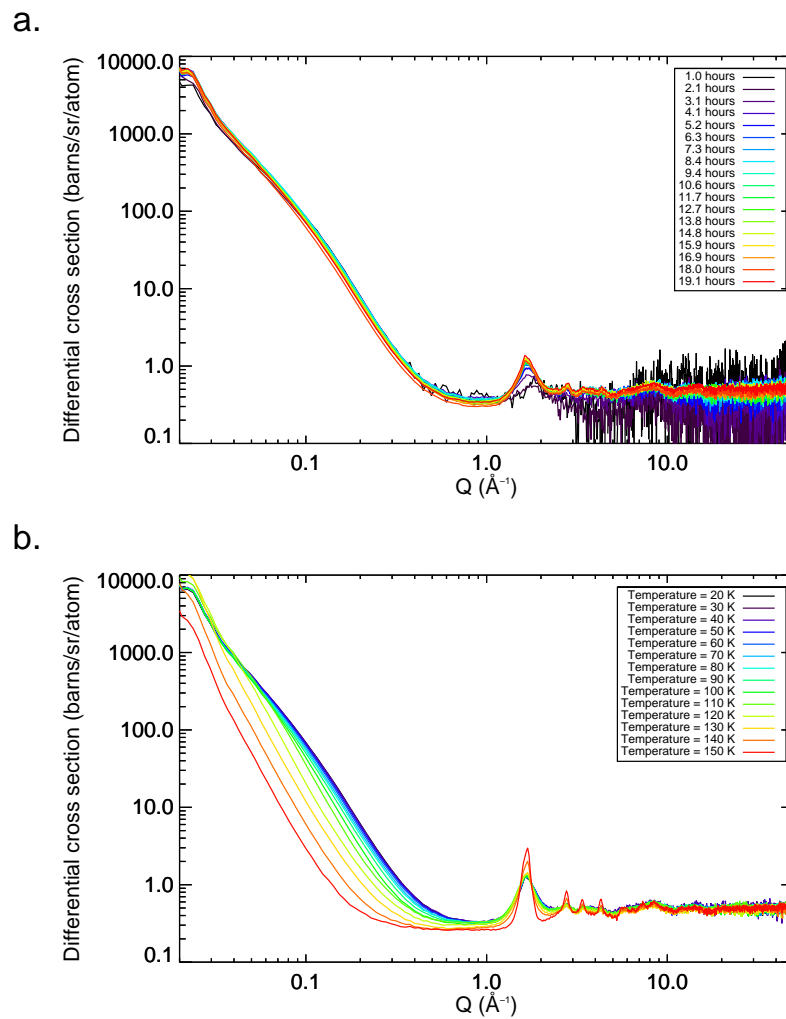 a.
Differential cross section (barns/sr/atom)
10000.0
1000.0
100.0
10.0
1.0
0.1
1.0 hours
2.1 hours
3.1 hours
4.1 hours
5.2 hours
6.3 hours
7.3 hours
8.4 hours
9.4 hours
10.6 hours
11.7 hours
12.7 hours
13.8 hours
14.8 hours
15.9 hours
16.9 hours
18.0 hours
19.1 hours
0.1 1.0 10.0
Q (Å⁻¹)
b.
Differential cross section (barns/sr/atom)
10000.0
1000.0
100.0
10.0
1.0
0.1
Temperature = 20 K
Temperature = 30 K
Temperature = 40 K
Temperature = 50 K
Temperature = 60 K
Temperature = 70 K
Temperature = 80 K
Temperature = 90 K
Temperature = 100 K
Temperature = 110 K
Temperature = 120 K
Temperature = 130 K
Temperature = 140 K
Temperature = 150 K
0.1 1.0 10.0
Q (Å⁻¹)